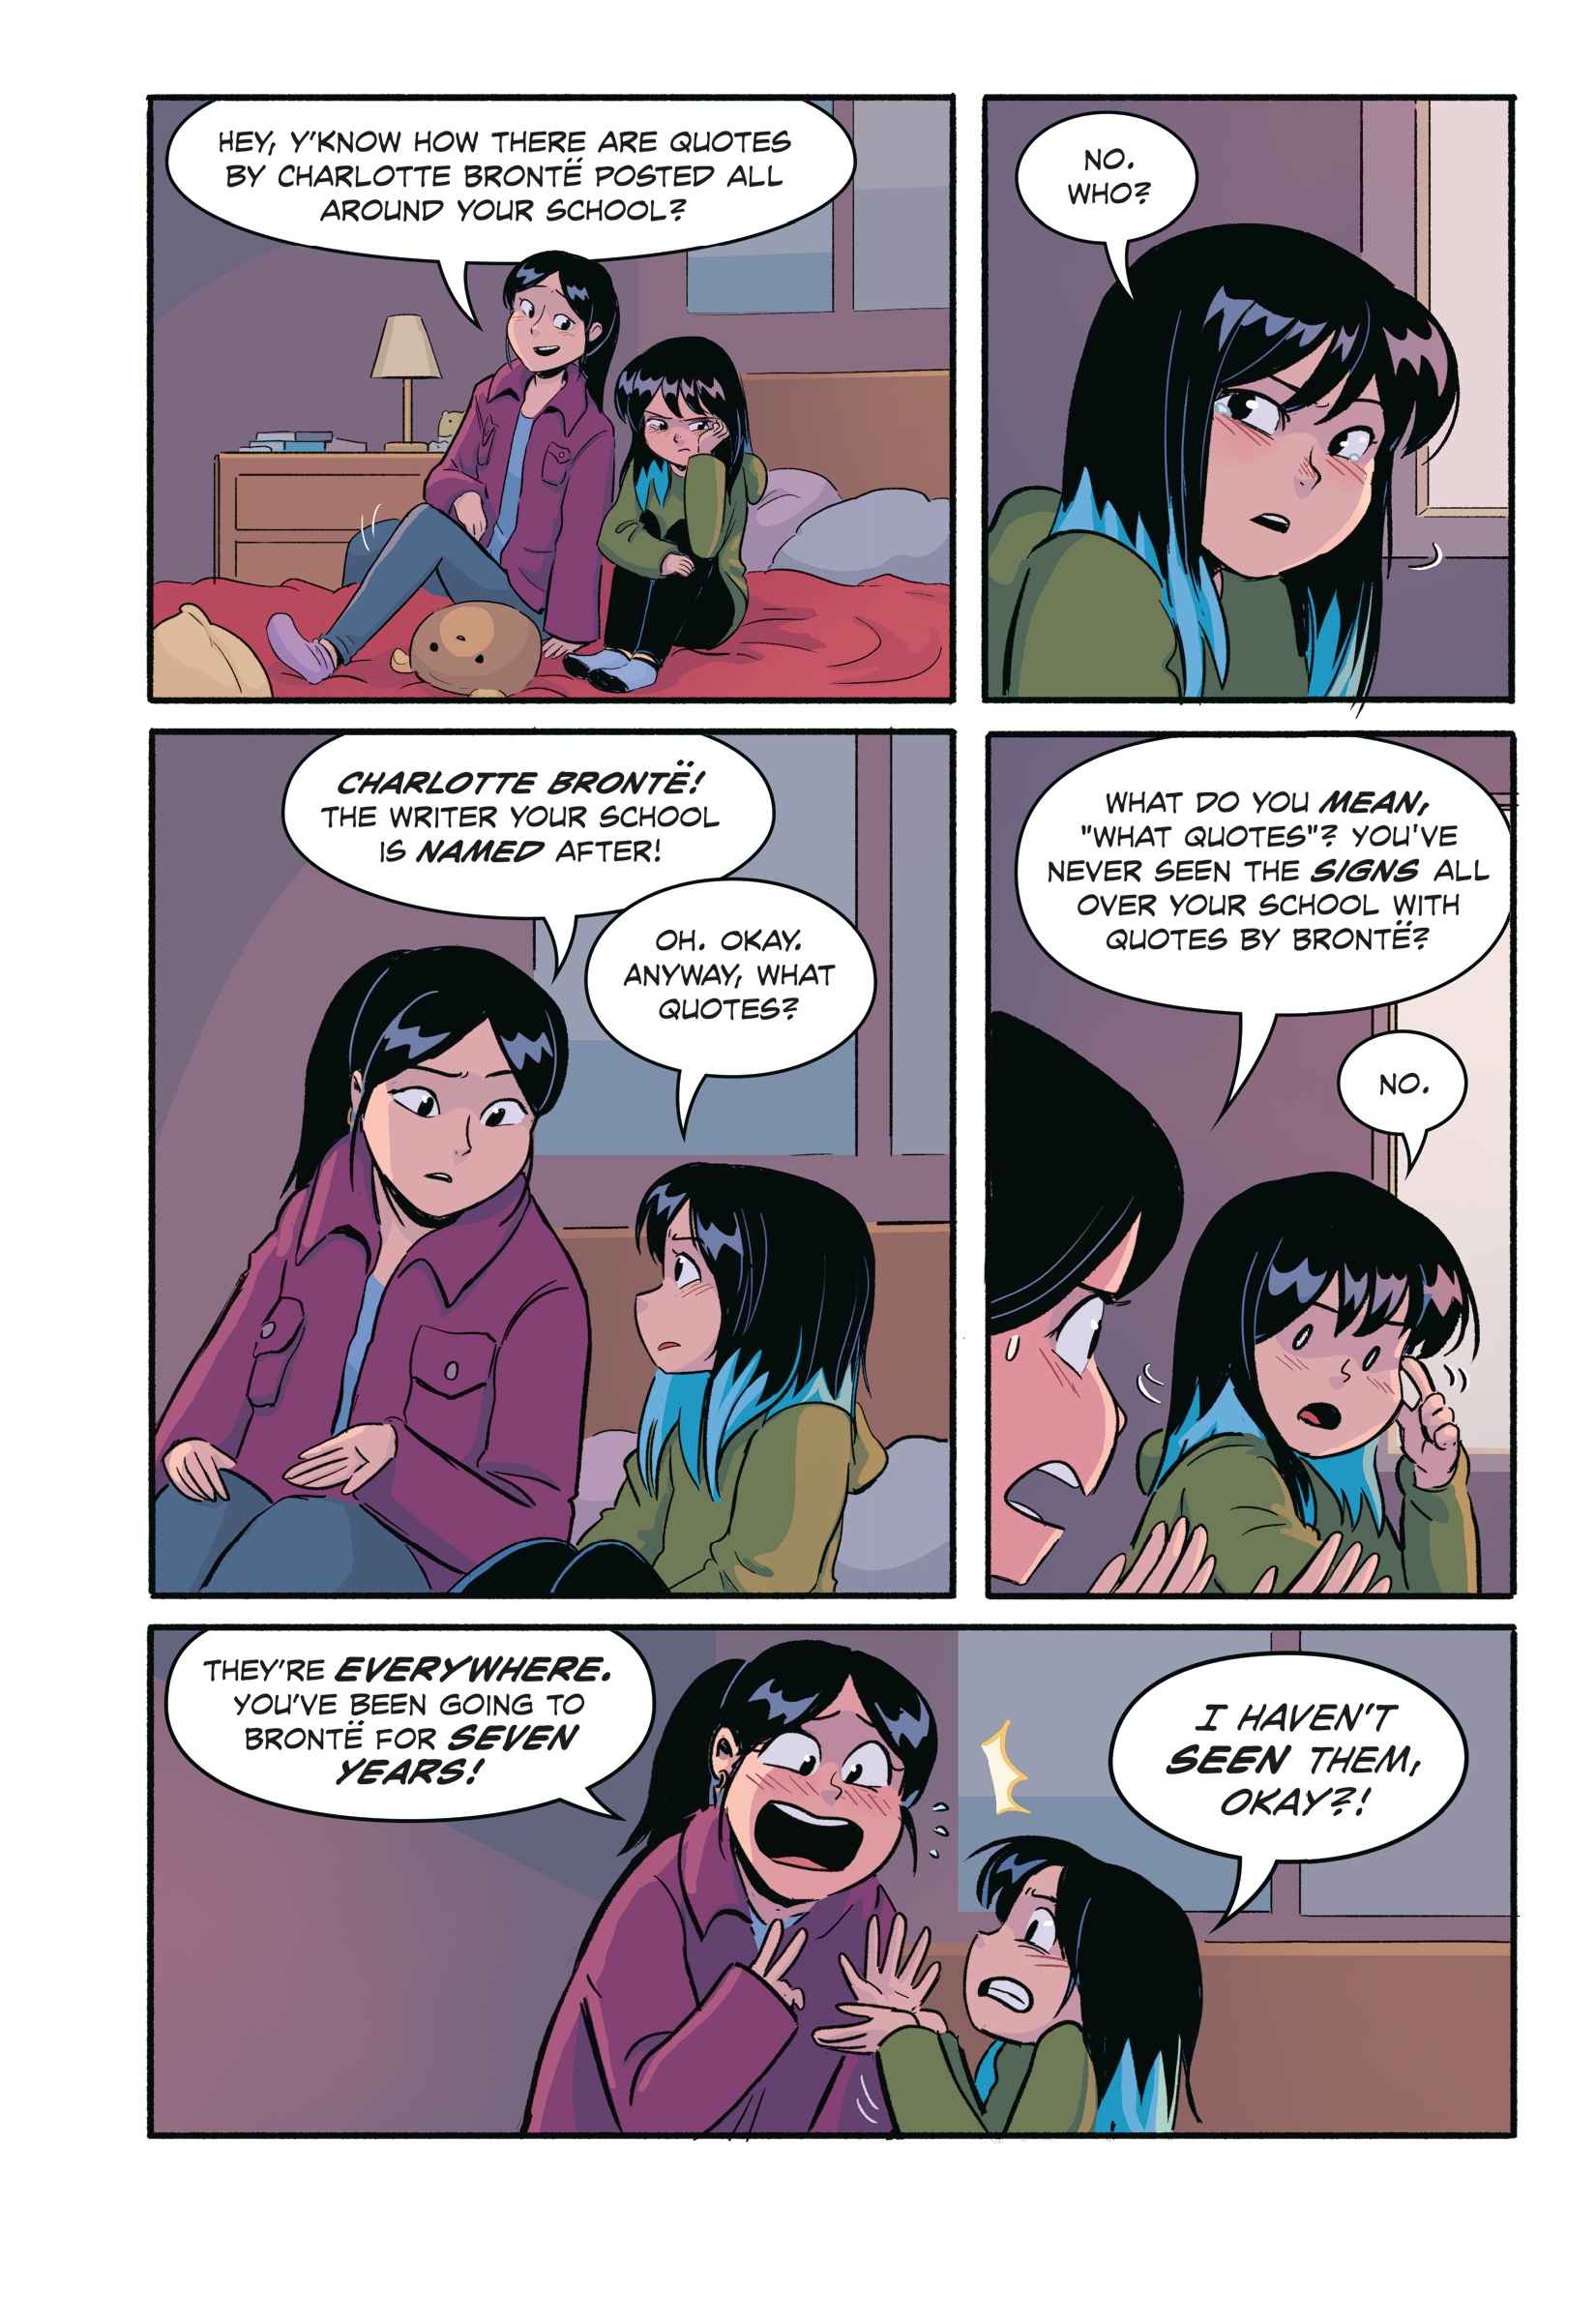 HEY, Y'KNOW HOW THERE ARE QUOTES
BY CHARLOTTE BRONTË POSTED ALL
AROUND YOUR SCHOOL?
NO.
WHO?
CHARLOTTE BRONTË!
THE WRITER YOUR SCHOOL
IS NAMED AFTER!
OH. OKAY.
ANYWAY, WHAT
QUOTES?
WHAT DO YOU MEAN,
"WHAT QUOTES"? YOU'VE
NEVER SEEN THE SIGNS ALL
OVER YOUR SCHOOL WITH
QUOTES BY BRONTË?
NO.
THEY'RE EVERYWHERE.
YOU'VE BEEN GOING TO
BRONTË FOR SEVEN
YEARS!
I HAVEN'T
SEEN THEM,
OKAY?!